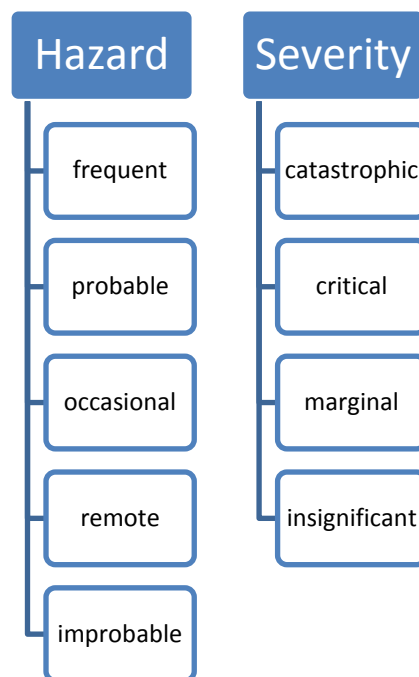 Hazard
frequent
probable
occasional
remote
improbable
Severity
catastrophic
critical
marginal
insignificant